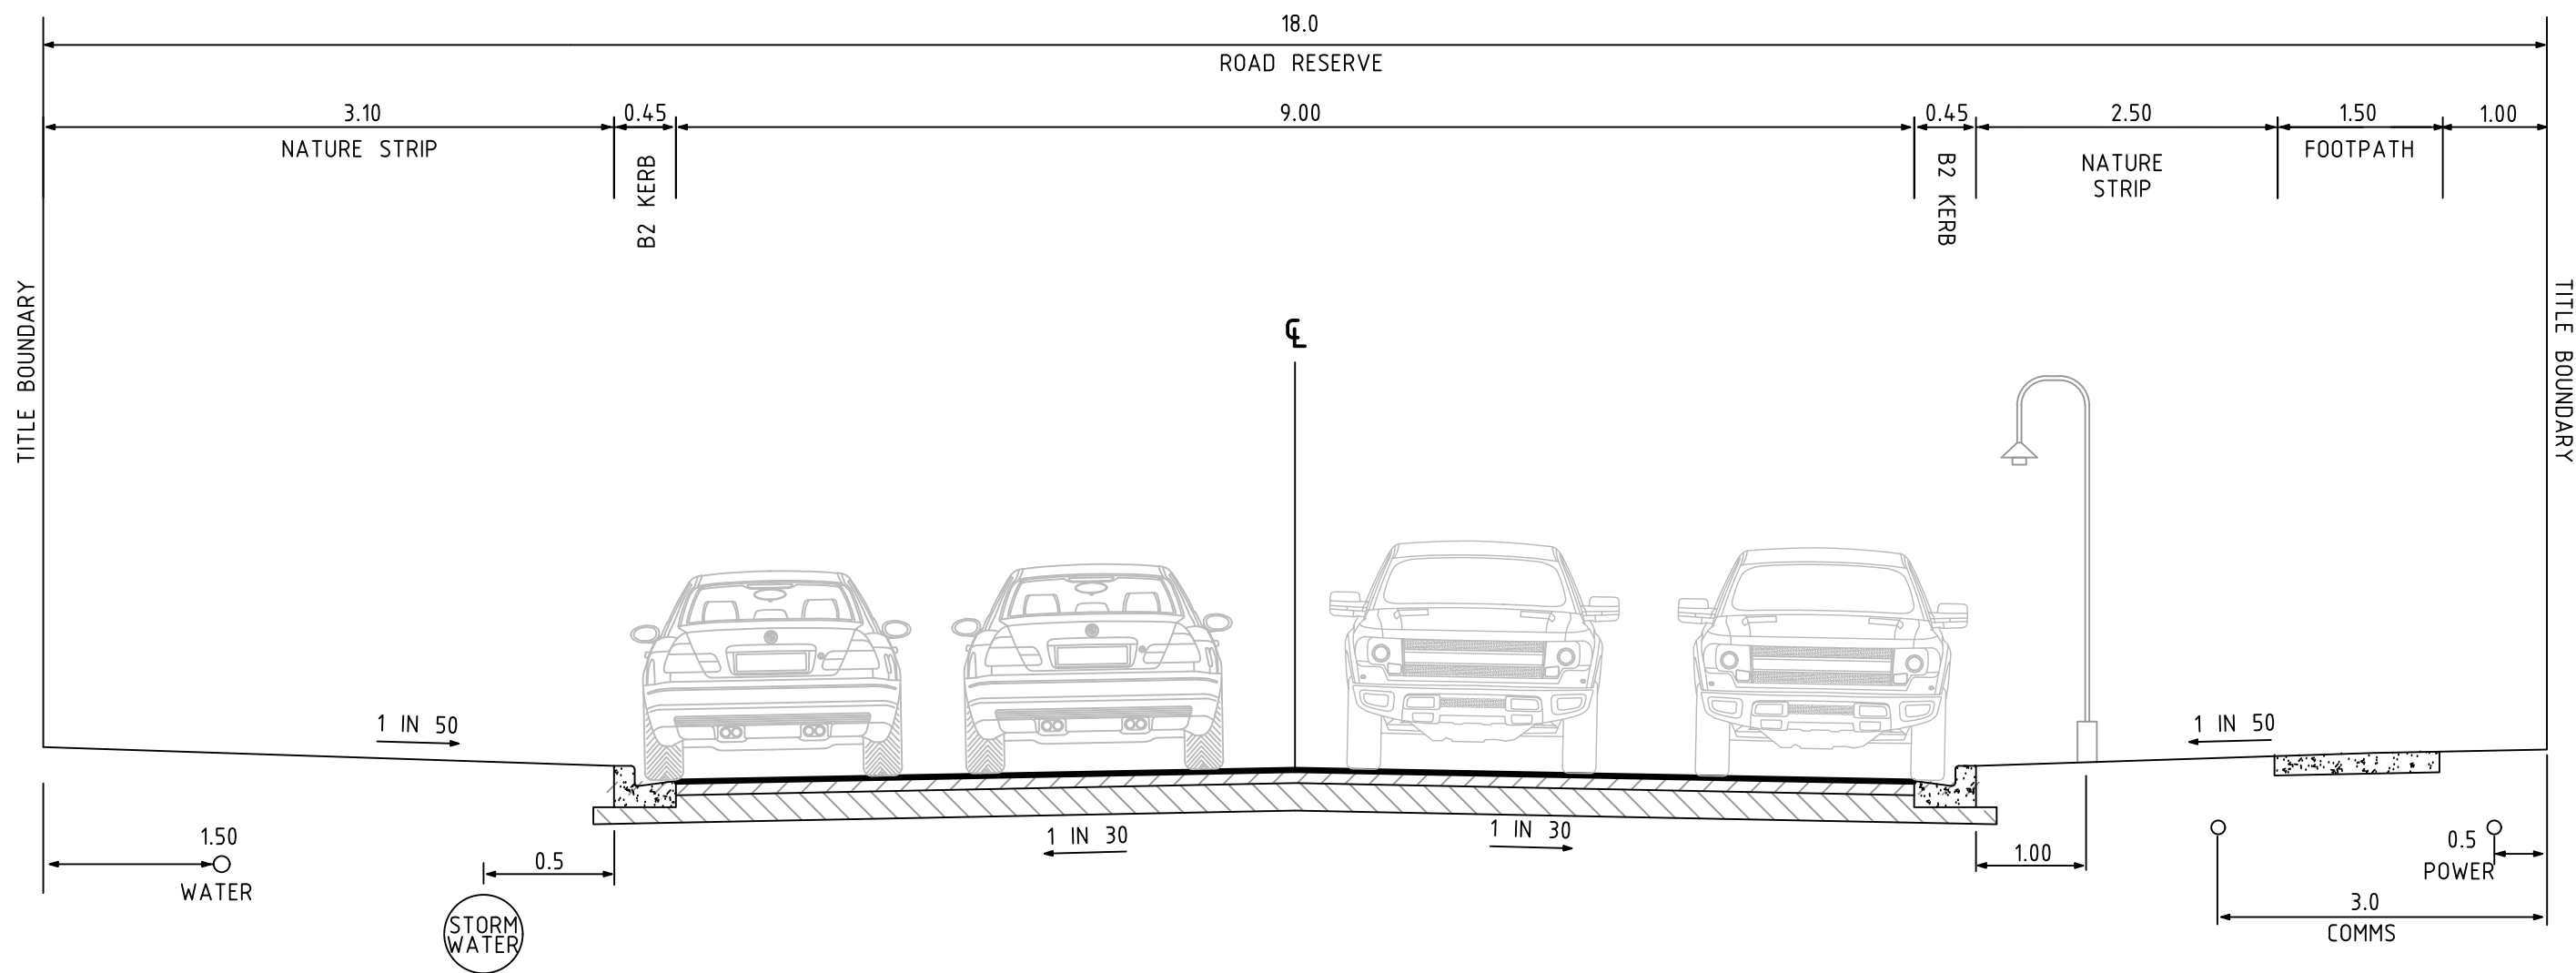 18.0
ROAD RESERVE
3.10
0.45
9.00
0.45
2.50
1.50
1.00
NATURE STRIP
B2 KERB
B2 KERB
NATURE
STRIP
FOOTPATH
TITLE BOUNDARY
TITLE BOUNDARY
℄
1 IN 50
1 IN 50
1.50
WATER
0.5
STORM
WATER
1 IN 30
1 IN 30
1.00
0.5
POWER
3.0
COMMS